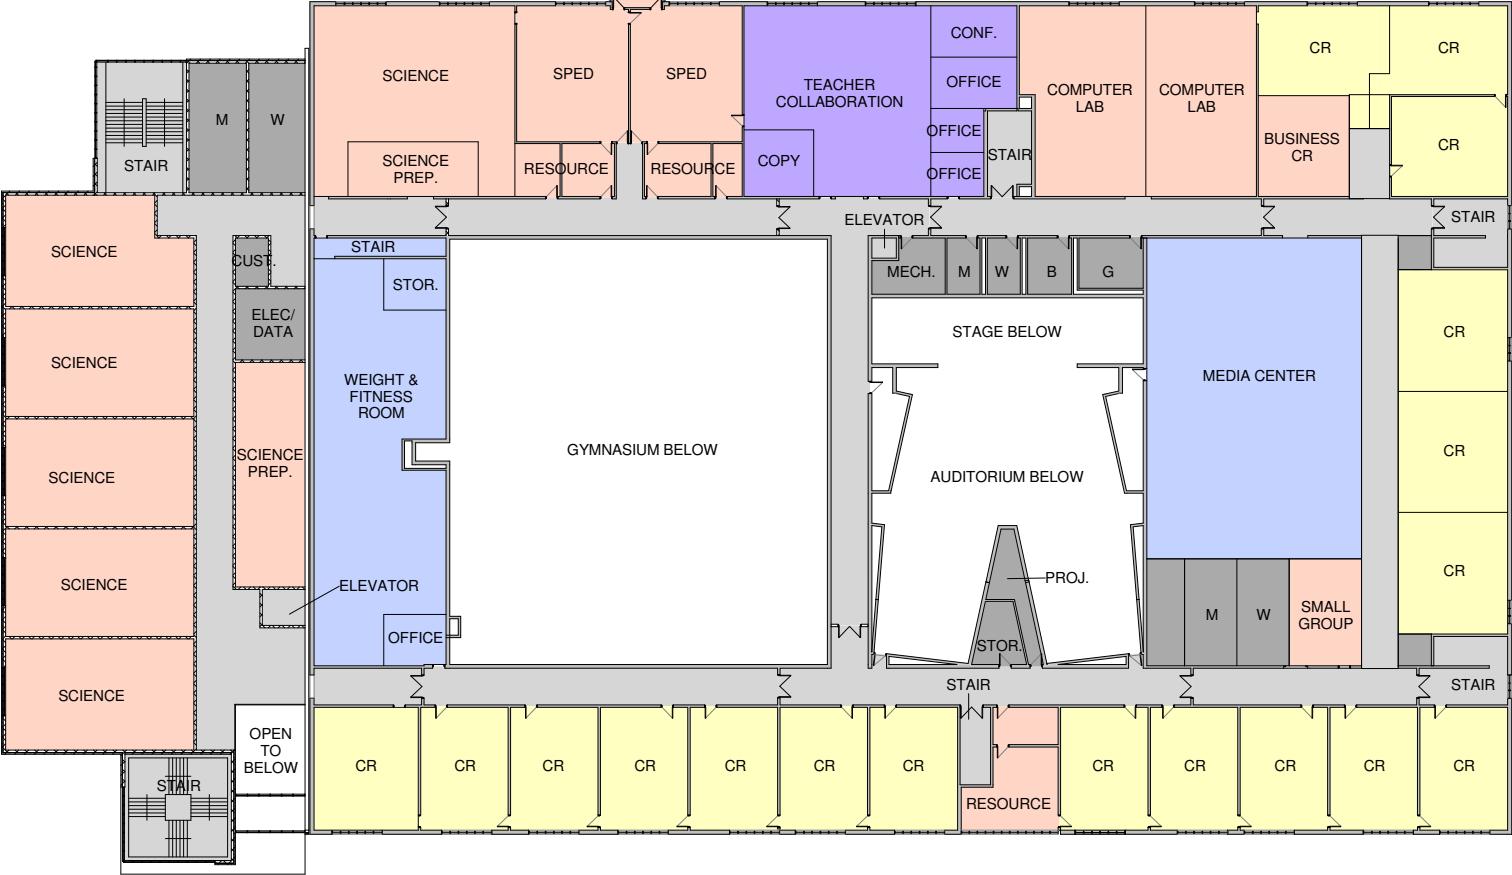 CONF.
CR
CR
SCIENCE
SPED
SPED
TEACHER
COLLABORATION
OFFICE
COMPUTER
LAB
COMPUTER
LAB
M
W
OFFICE
BUSINESS
CR
CR
STAIR
SCIENCE
PREP.
RESOURCE
RESOURCE
COPY
OFFICE
STAIR
ELEVATOR
STAIR
SCIENCE
STAIR
CUST.
STOR.
MECH.
M
W
B
G
ELEC/
DATA
STAGE BELOW
CR
SCIENCE
WEIGHT &
FITNESS
ROOM
MEDIA CENTER
GYMNASIUM BELOW
CR
SCIENCE
SCIENCE
PREP.
AUDITORIUM BELOW
SCIENCE
ELEVATOR
PROJ.
CR
M
W
SMALL
GROUP
OFFICE
STOR.
SCIENCE
STAIR
STAIR
OPEN
TO
BELOW
CR
CR
CR
CR
CR
CR
CR
CR
CR
CR
CR
CR
STAIR
RESOURCE